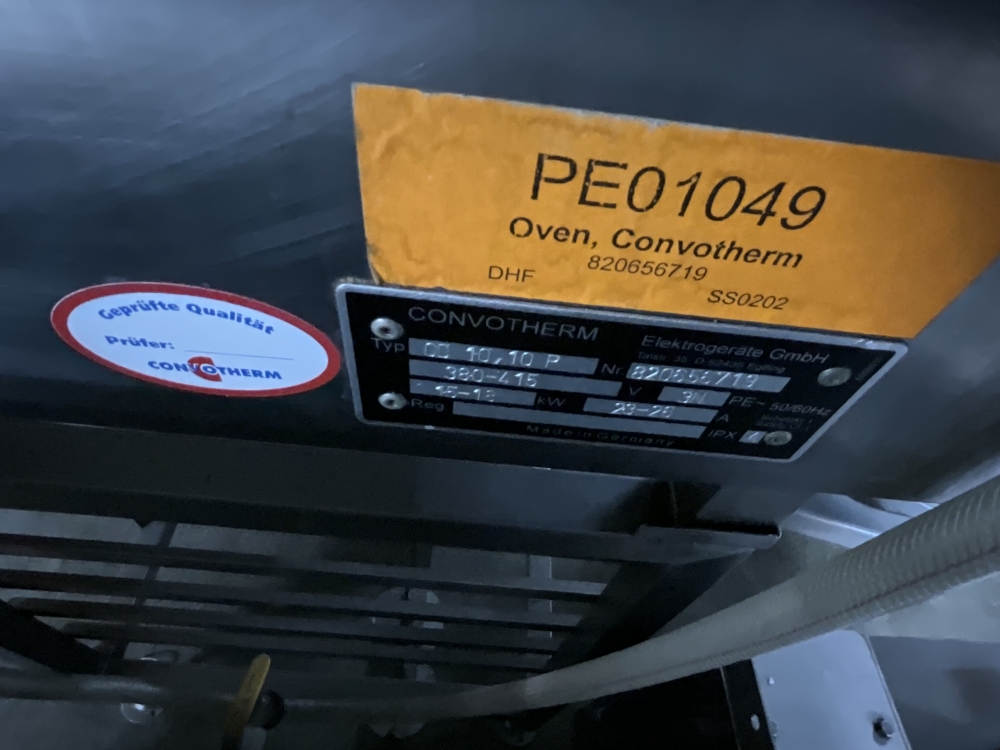 PE01049
Oven, Convotherm
820656719
DHF
SS0202
Geprüfte Qualität
Prüfer:
CONVOTHERM
CONVOTHERM Elektrogeräte GmbH
Typ 10.10 P Nr. 820656719
380-415 V 3N PE~ 50/60Hz
kW A
Reg IPX
Made in Germany